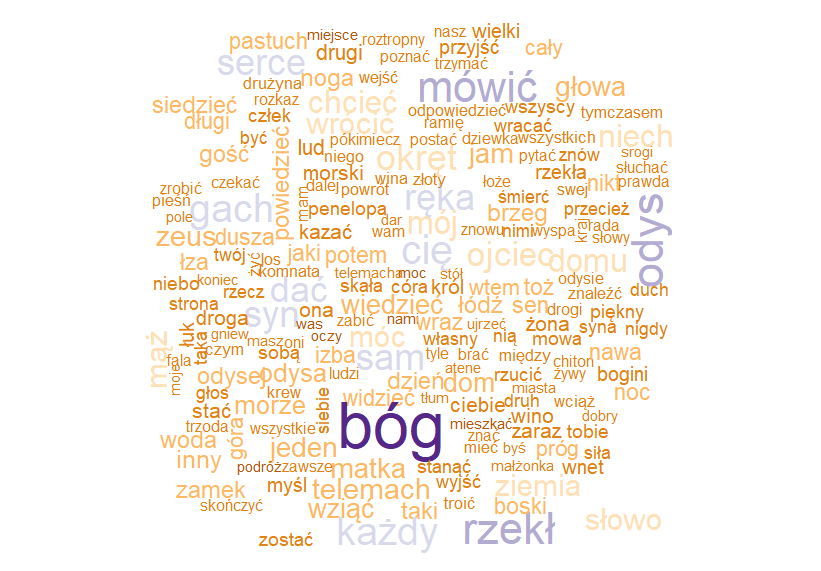 miejsce nasz wielki
pastuch roztropny
drugi przyjść cały
serce poznać
trzymać
drużyna noga wejść mówić głowa
rozkaz chcięć
siedzieć odpowiedzieć wszyscy tymczasem
człek wrócić ramię wracać
długi
być pókimiecz postać dziewka wszystkich niech
lud okręt jam pytać znów srogi
gość niego słuchać
powiedzieć morski rzekła nikt prawda
zrobić czekać dalej wina złoty łoże śmierć swej
pieśń mam powrót ręka przecież
pole gach penelopa dar brzeg rada odys
kazać wam mój znowu nimi wyspa kraj słowy
zeus dusza
twój jaki potem cię ojciec domu
łza los
niebo koniec żyć komnata telemacha moc stół odysie
rzecz dać skała córa król wtem toż znaleźć duch
strona syn ona wiedzieć łódź sen drogi piękny
droga was zabić nami wraz ujrzeć żona syna nigdy
łuk taka gniew maszoni oczy móc własny nią mowa
mąż czym sobą izba sam tyle brać między nawa
fala atene chiton
moje odysej odysa ludzi dzień dom rzucić żywy bogini
głos krew widzieć tłum ciebie miasta noc
stać morze siebie druh wciąż
trzoda bóg mieszkać wino dobry
woda góra wszystkie znać zaraz tobie
jeden mieć byś próg siła
inny podróż zawsze matka stanąć małżonka wnet
zamek myśl telemach wyjść ziemia
skończyć wziąć taki troić boski
każdy rzekł słowo
zostać